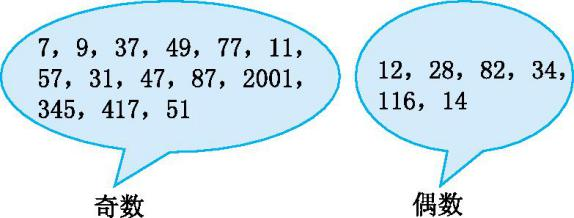 7, 9, 37, 49, 77, 11,
57, 31, 47, 87, 2001,
345, 417, 51
奇数
12, 28, 82, 34,
116, 14
偶数